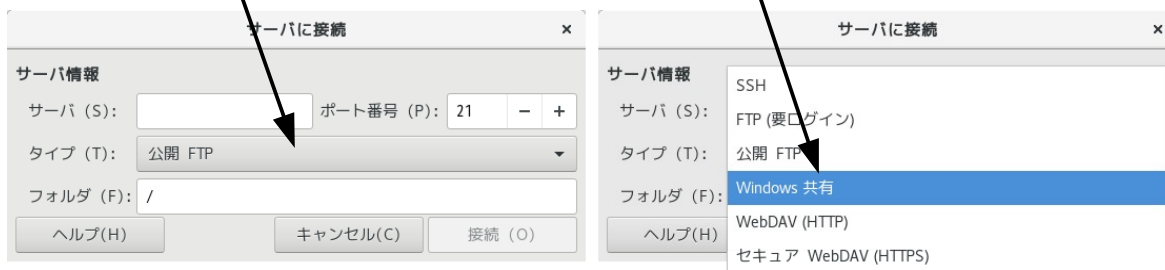 サーバに接続 ×
サーバ情報
サーバ (S): ポート番号 (P): 21 − +
タイプ (T): 公開 FTP
フォルダ (F): /
ヘルプ(H) キャンセル(C) 接続 (O)
サーバに接続 ×
サーバ情報
サーバ (S):
タイプ (T):
フォルダ (F):
ヘルプ(H)
SSH
FTP (要ログイン)
公開 FTP
Windows 共有
WebDAV (HTTP)
セキュア WebDAV (HTTPS)